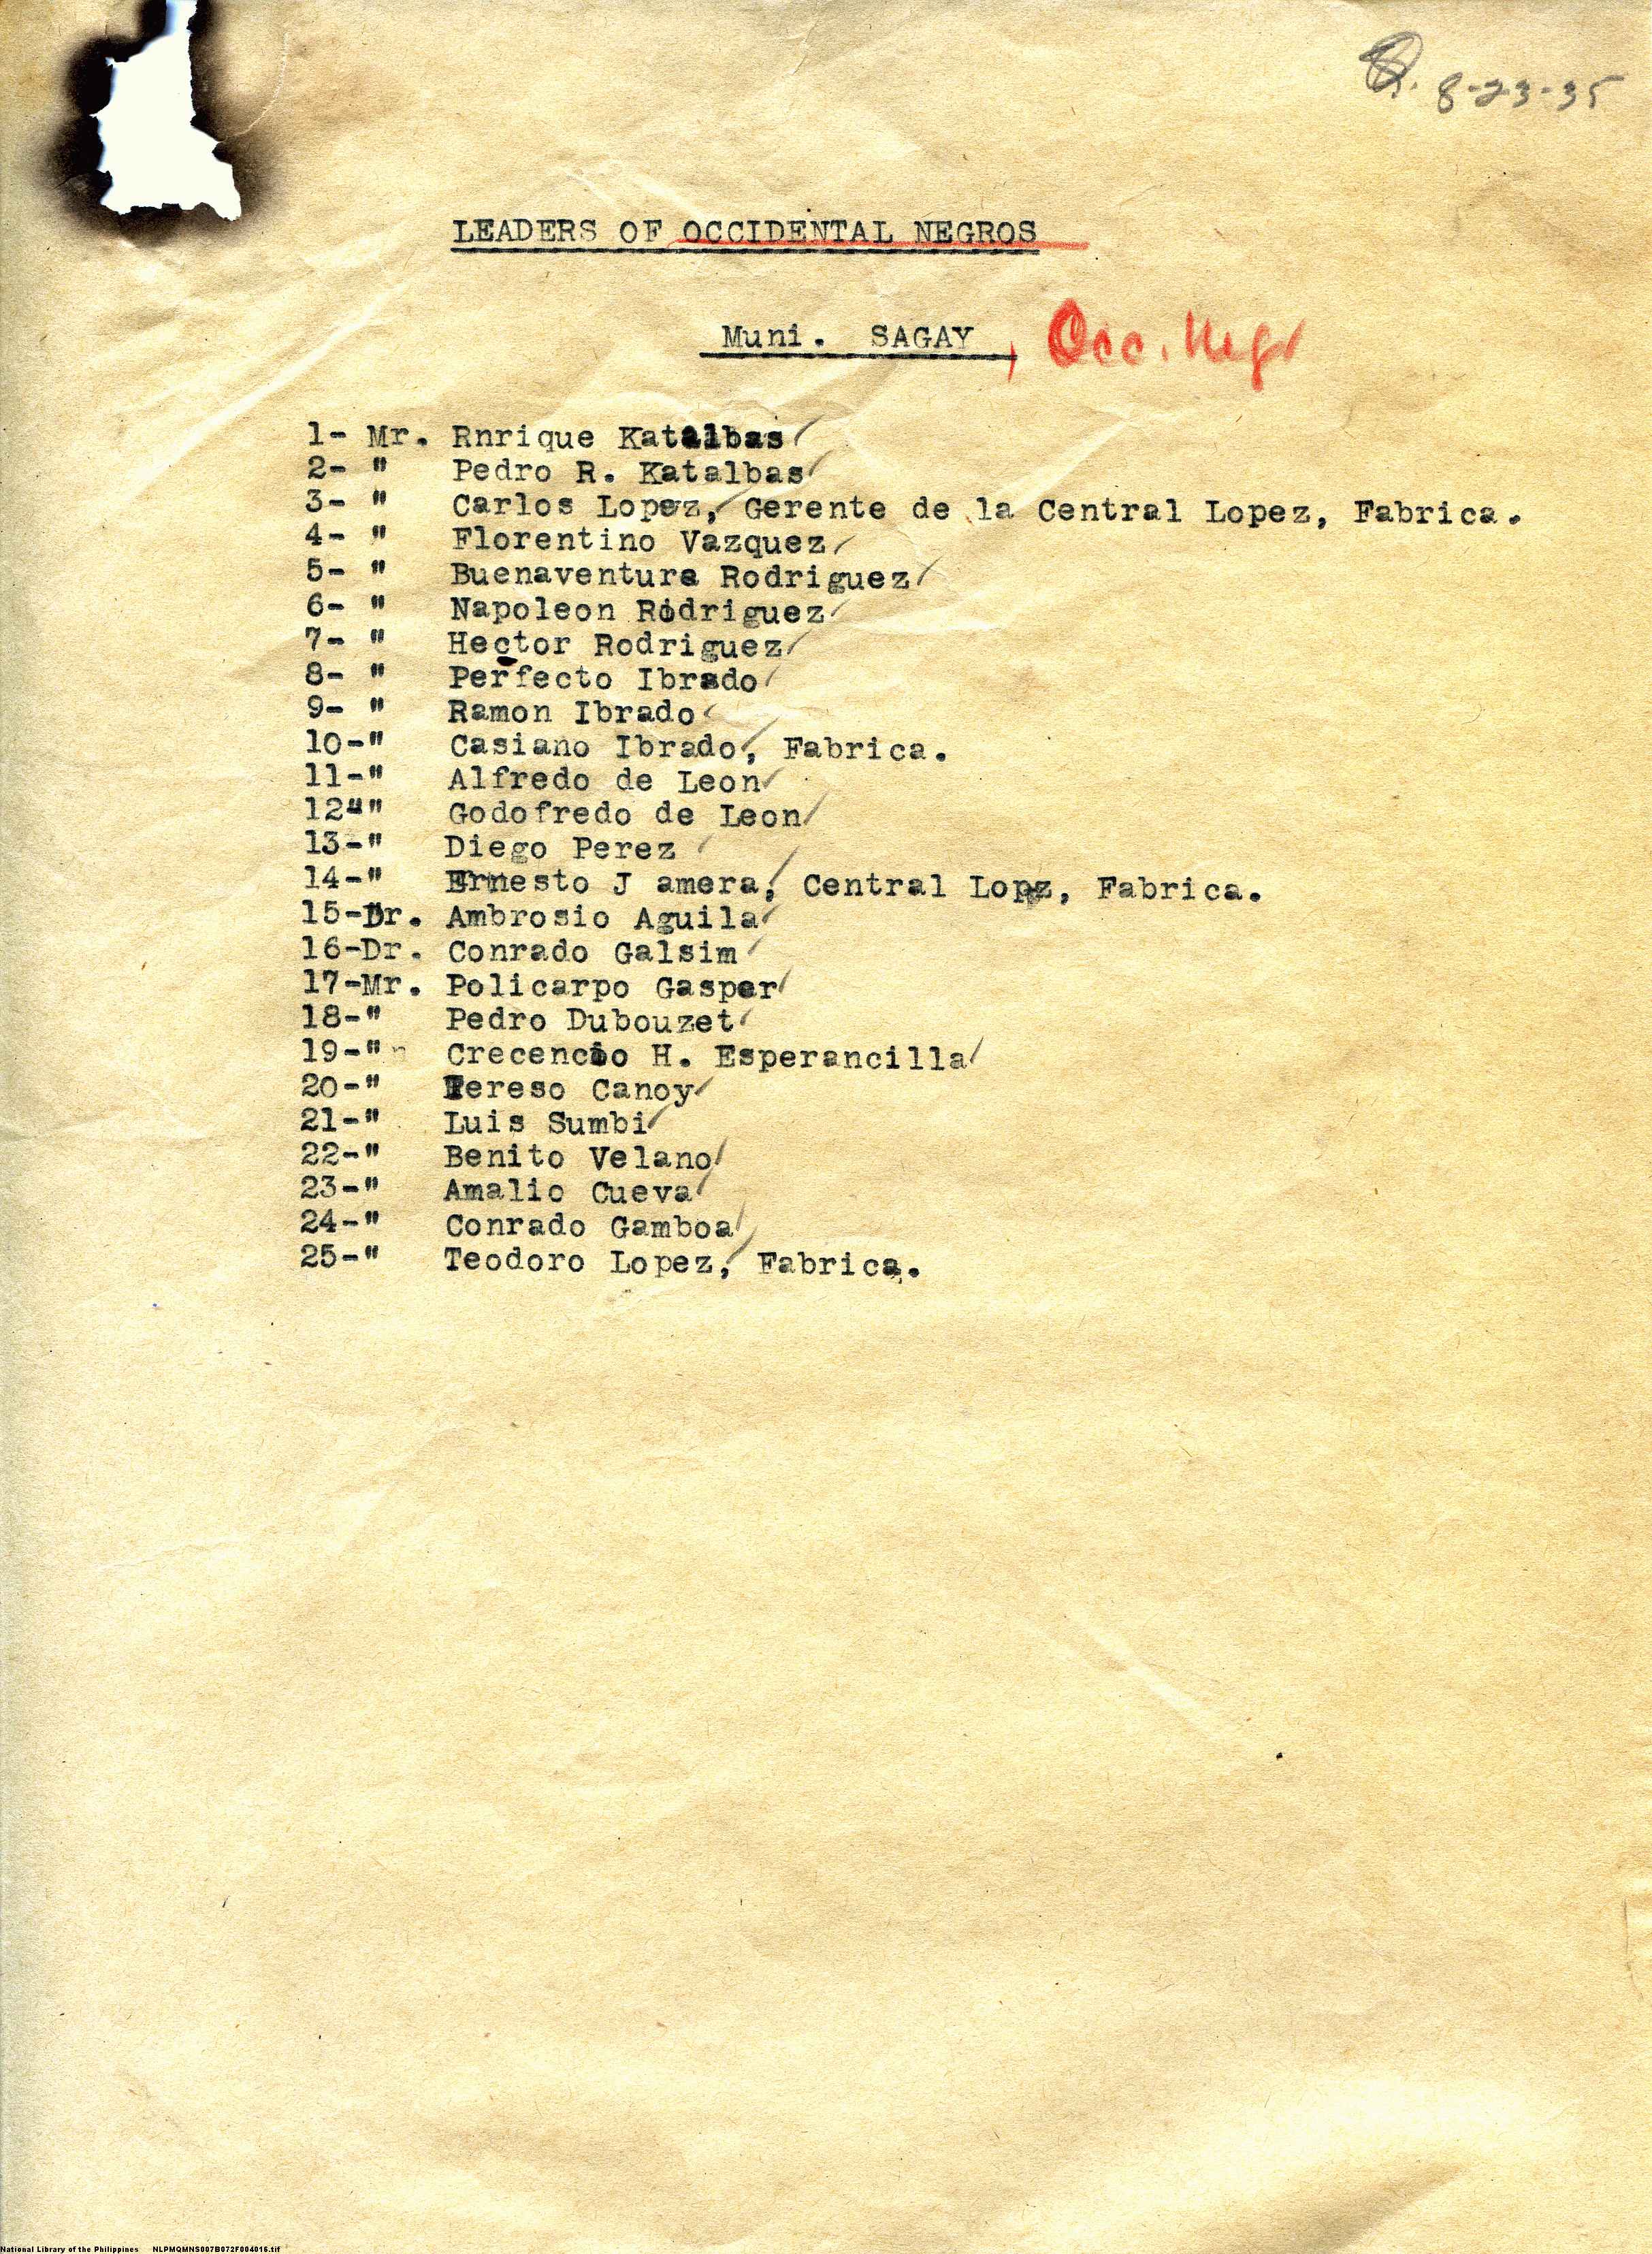 8-23-35
LEADERS OF OCCIDENTAL NEGROS
Muni. SAGAY, Occ. Negr
1- Mr. Rnrique Katalbas
2- " Pedro R. Katalbas
3- " Carlos Lopez, Gerente de la Central Lopez, Fabrica.
4- " Florentino Vazquez
5- " Buenaventura Rodriguez
6- " Napoleon Rodriguez
7- " Hector Rodriguez
8- " Perfecto Ibrado
9- " Ramon Ibrado
10-" Casiano Ibrado, Fabrica.
11-" Alfredo de Leon
12"" Godofredo de Leon
13-" Diego Perez
14-" Ernesto J amera, Central Lopz, Fabrica.
15-Dr. Ambrosio Aguila
16-Dr. Conrado Galsim
17-Mr. Policarpo Gasper
18-" Pedro Dubouzet
19-" Crecencio H. Esperancilla
20-" Tereso Canoy
21-" Luis Sumbi
22-" Benito Velano
23-" Amalio Cueva
24-" Conrado Gamboa
25-" Teodoro Lopez, Fabrica.
National Library of the Philippines NLPMQMNS007B072F004016.tif